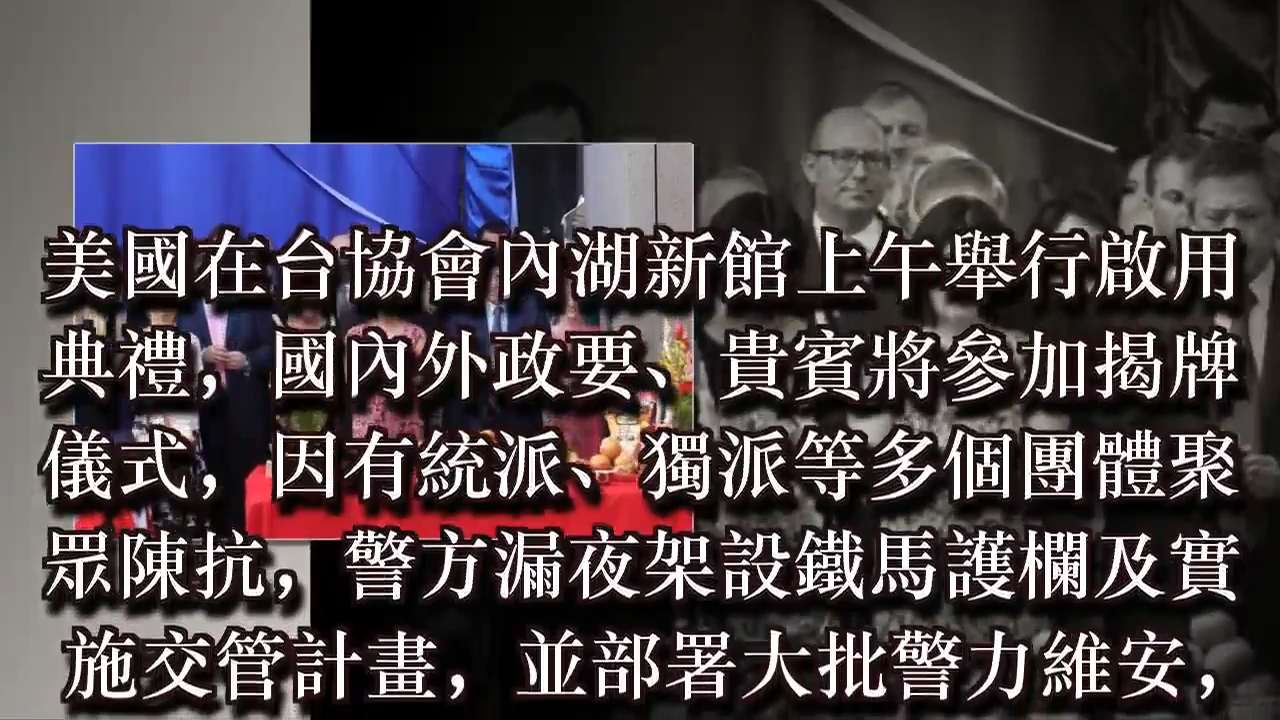 美國在台協會內湖新館上午舉行啟用
典禮，國內外政要、貴賓將參加揭牌
儀式，因有統派、獨派等多個團體聚
眾陳抗，警方漏夜架設鐵馬護欄及實
施交管計畫，並部署大批警力維安，